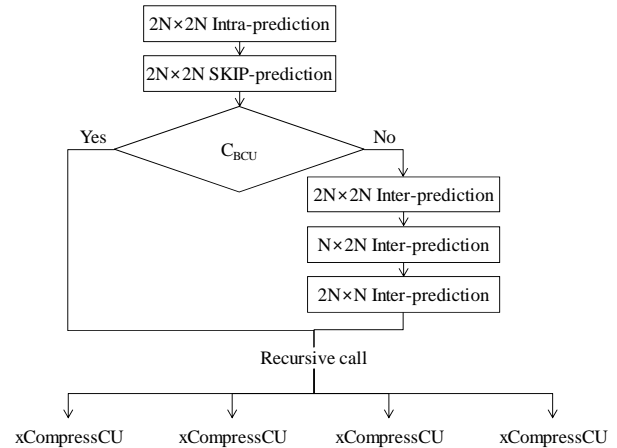 2N×2N Intra-prediction
2N×2N SKIP-prediction
Yes
C_BCU
No
2N×2N Inter-prediction
N×2N Inter-prediction
2N×N Inter-prediction
Recursive call
xCompressCU xCompressCU xCompressCU xCompressCU